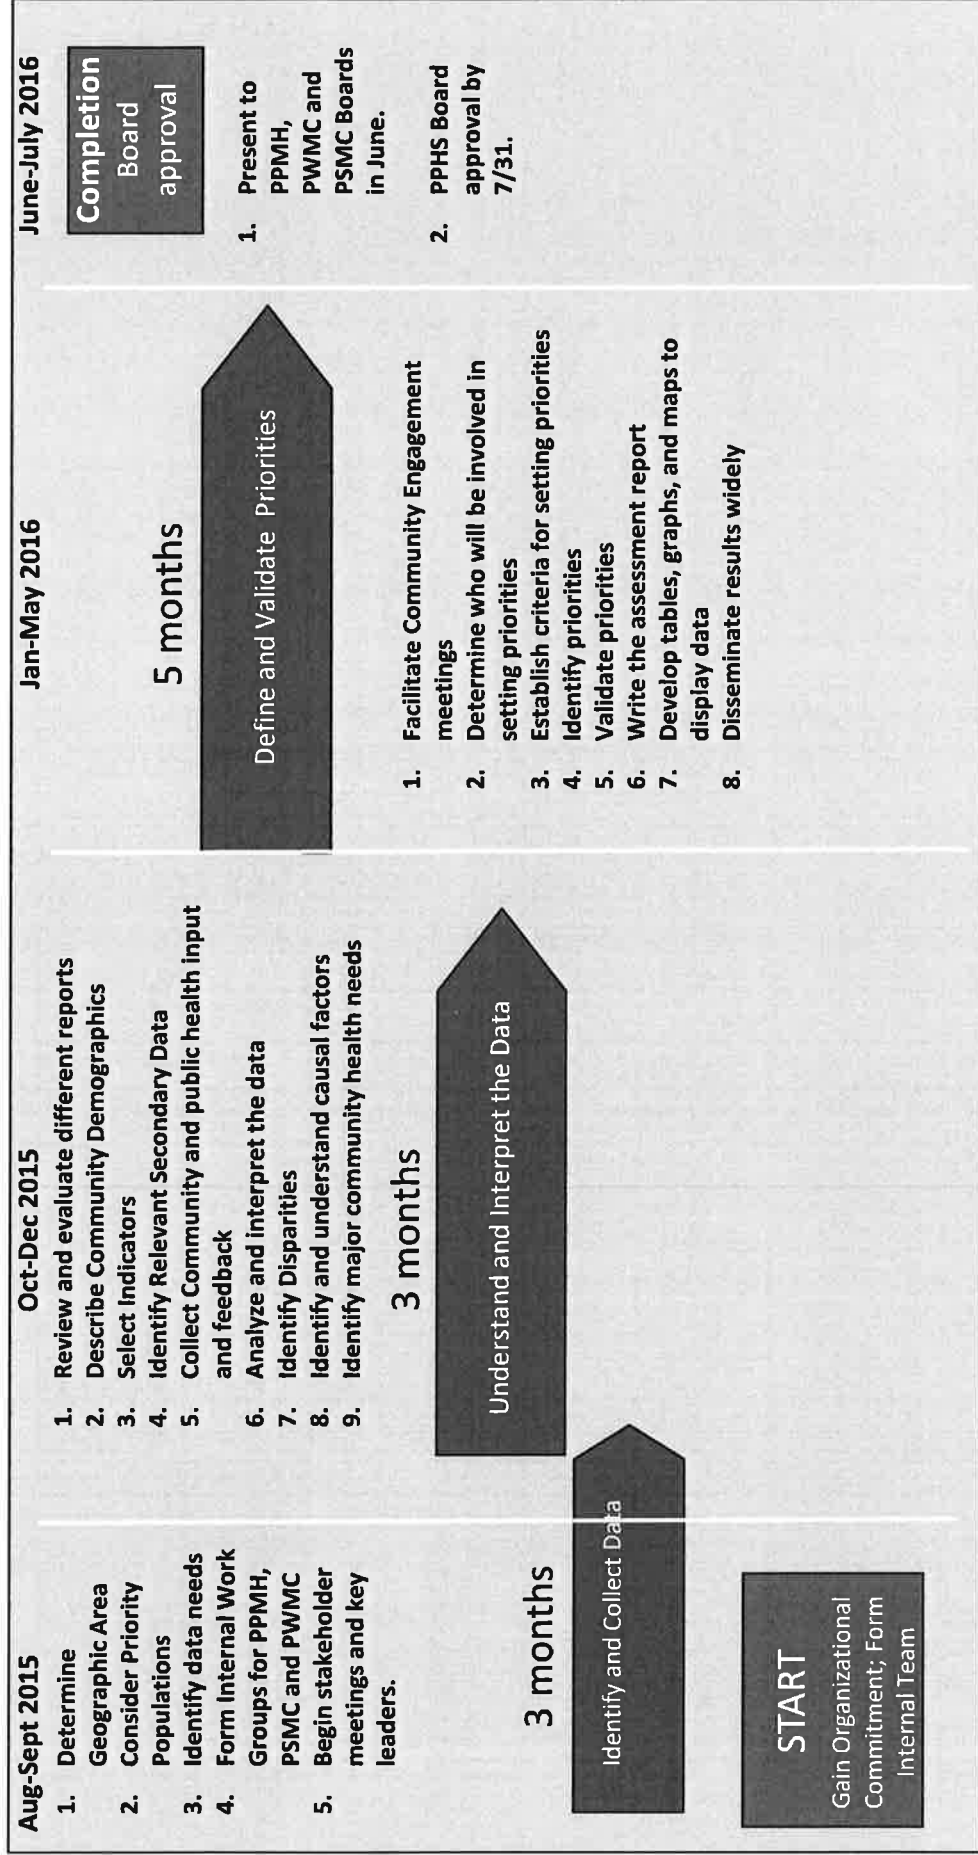 Aug-Sept 2015
1. Determine
Geographic Area
2. Consider Priority
Populations
3. Identify data needs
4. Form Internal Work
Groups for PPMH,
PSMC and PWMC
5. Begin stakeholder
meetings and key
leaders.
3 months
Identify and Collect Data
START
Gain Organizational
Commitment; Form
Internal Team
Oct-Dec 2015
1. Review and evaluate different reports
2. Describe Community Demographics
3. Select Indicators
4. Identify Relevant Secondary Data
5. Collect Community and public health input
and feedback
6. Analyze and interpret the data
7. Identify Disparities
8. Identify and understand causal factors
9. Identify major community health needs
3 months
Understand and Interpret the Data
Jan-May 2016
5 months
Define and Validate Priorities
1. Facilitate Community Engagement
meetings
2. Determine who will be involved in
setting priorities
3. Establish criteria for setting priorities
4. Identify priorities
5. Validate priorities
6. Write the assessment report
7. Develop tables, graphs, and maps to
display data
8. Disseminate results widely
June-July 2016
Completion
Board
approval
1. Present to
PPMH,
PWMC and
PSMC Boards
in June.
2. PPHS Board
approval by
7/31.